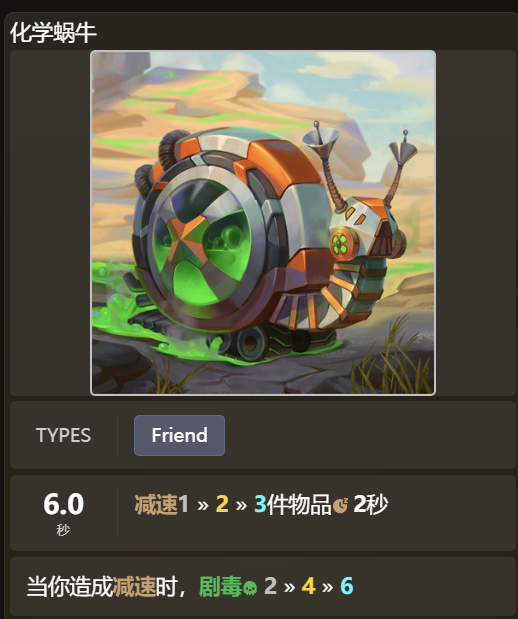 化学蜗牛
TYPES Friend
6.0 减速1 » 2 » 3件物品 2秒
秒
当你造成减速时，剧毒 2 » 4 » 6